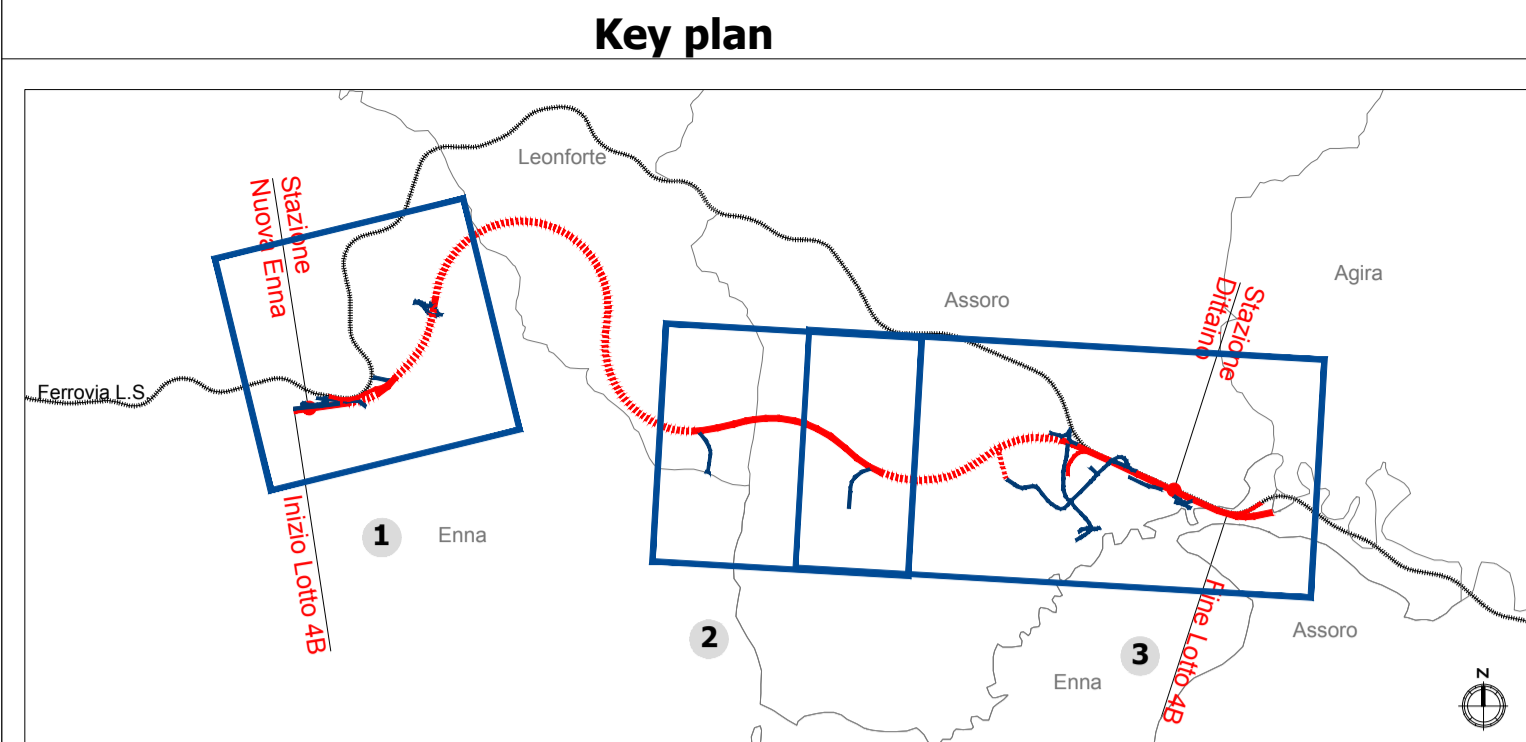 Key plan
Leonforte
Stazione
Nuova Enna
Assoro
Agira
Stazione
Dittaino
Ferrovia L.S.
Inizio Lotto 4B
1
Enna
2
3
Enna
Fine Lotto 4B
Assoro
N